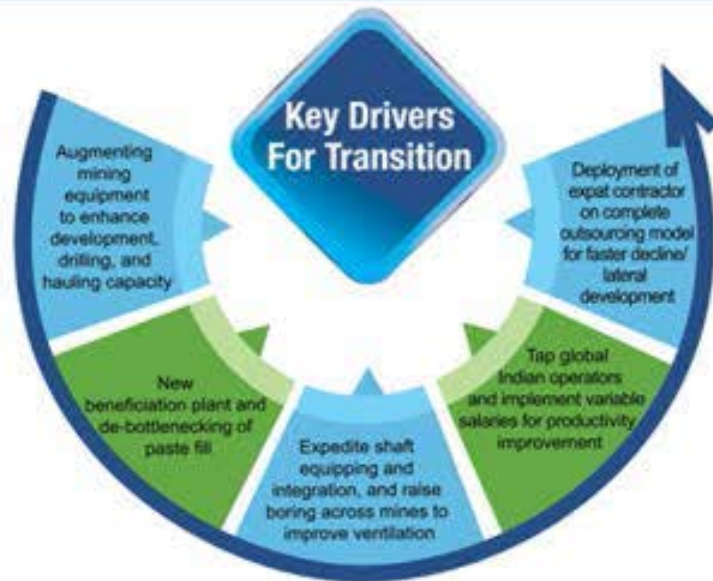 Key Drivers
For Transition
Augmenting
mining
equipment
to enhance
development,
drilling, and
hauling capacity
New
beneficiation plant and
de-bottlenecking of
paste fill
Expedite shaft
equipping and
integration, and raise
boring across mines to
improve ventilation
Tap global
Indian operators
and implement variable
salaries for productivity
improvement
Deployment of
expat contractor
on complete
outsourcing model
for faster decline/
lateral
development